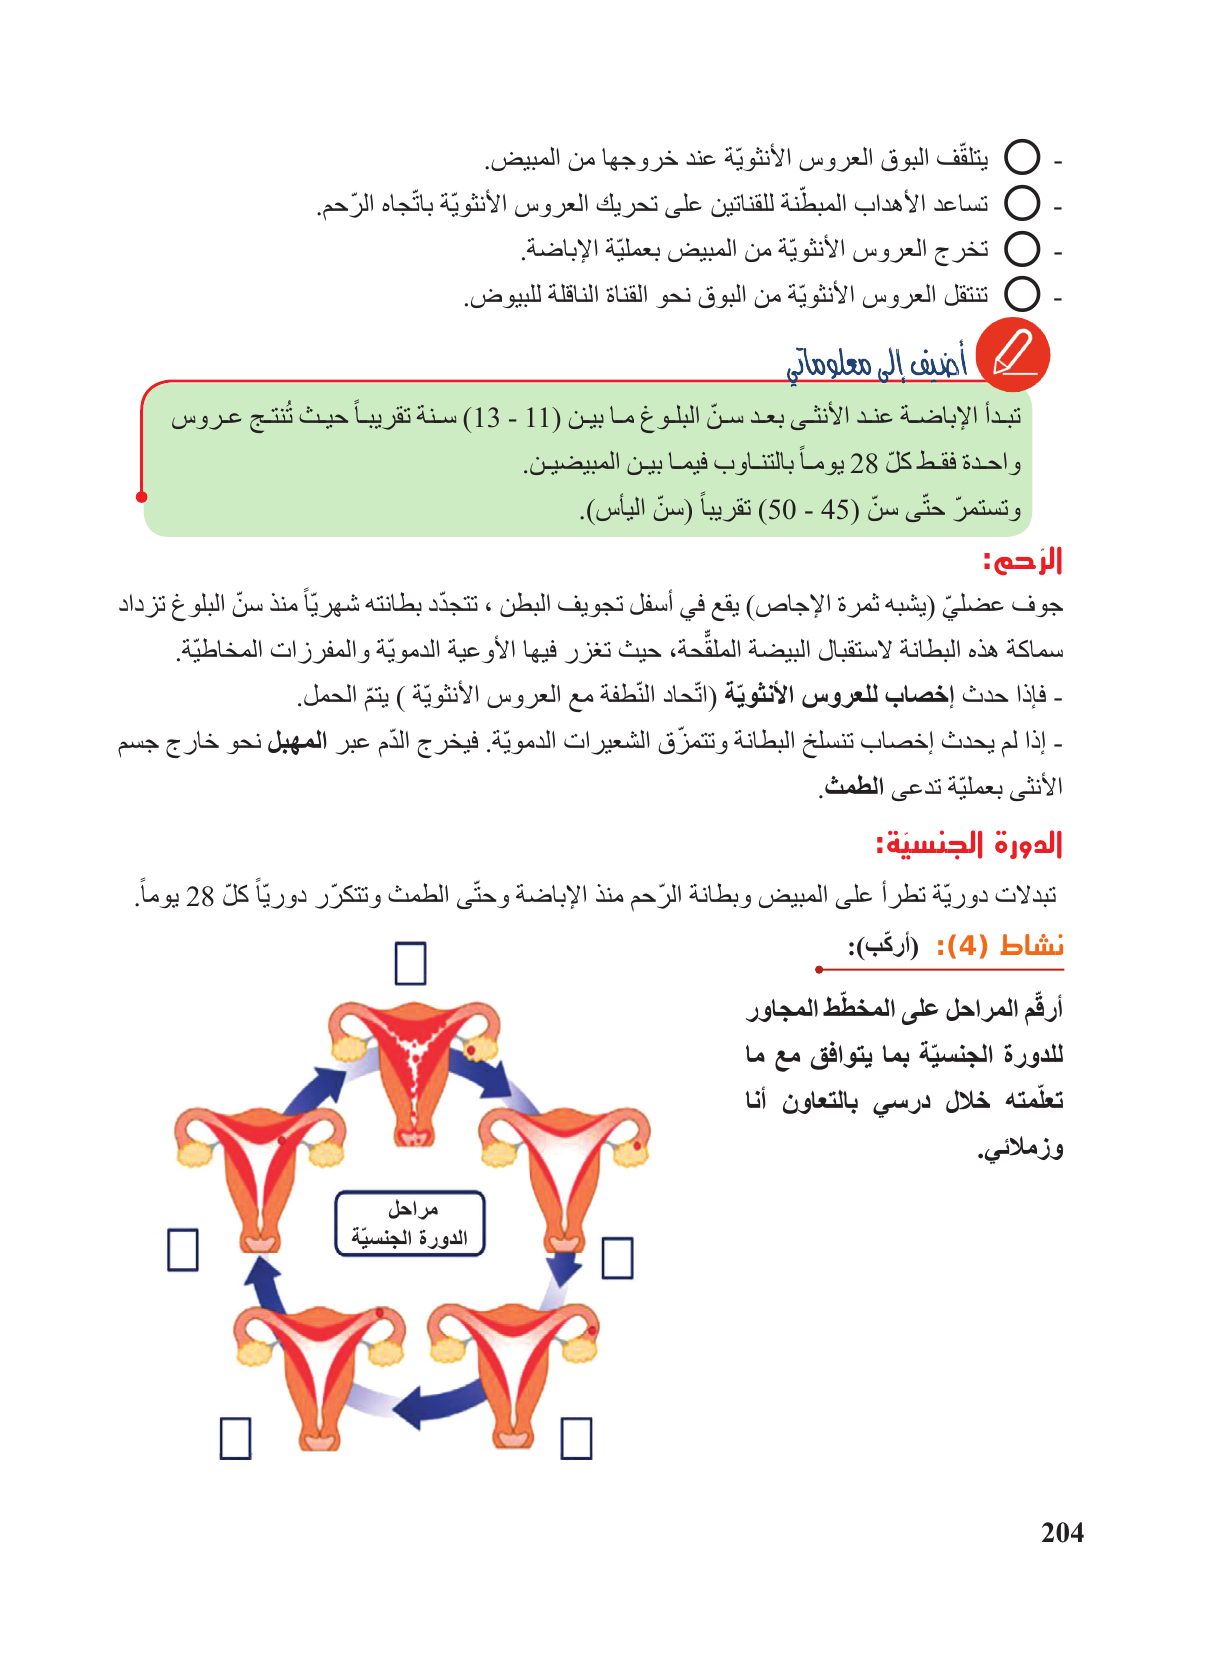 - يتلقّف البوق العروس الأنثويّة عند خروجها من المبيض.
- تساعد الأهداب المبطّنة للقناتين على تحريك العروس الأنثويّة باتّجاه الرّحم.
- تخرج العروس الأنثويّة من المبيض بعمليّة الإباضة.
- تنتقل العروس الأنثويّة من البوق نحو القناة الناقلة للبيوض.
أضيف إلى معلوماتي
تبدأ الإباضة عند الأنثى بعد سنّ البلوغ ما بين (11 - 13) سنة تقريباً حيث تُنتج عروس
واحدة فقط كلّ 28 يوماً بالتناوب فيما بين المبيضين.
وتستمرّ حتّى سنّ (45 - 50) تقريباً (سنّ اليأس).
الرّحم:
جوف عضليّ (يشبه ثمرة الإجاص) يقع في أسفل تجويف البطن ، تتجدّد بطانته شهريّاً منذ سنّ البلوغ تزداد
سماكة هذه البطانة لاستقبال البيضة الملقّحة، حيث تغزر فيها الأوعية الدمويّة والمفرزات المخاطيّة.
- فإذا حدث إخصاب للعروس الأنثويّة (اتّحاد النّطفة مع العروس الأنثويّة ) يتمّ الحمل.
- إذا لم يحدث إخصاب تنسلخ البطانة وتتمزّق الشعيرات الدمويّة. فيخرج الدّم عبر المهبل نحو خارج جسم
الأنثى بعمليّة تدعى الطمث.
الدورة الجنسيّة:
تبدلات دوريّة تطرأ على المبيض وبطانة الرّحم منذ الإباضة وحتّى الطمث وتتكرّر دوريّاً كلّ 28 يوماً.
نشاط (4): (أركّب):
أرقّم المراحل على المخطّط المجاور
للدورة الجنسيّة بما يتوافق مع ما
تعلّمته خلال درسي بالتعاون أنا
وزملائي.
مراحل
الدورة الجنسيّة
204